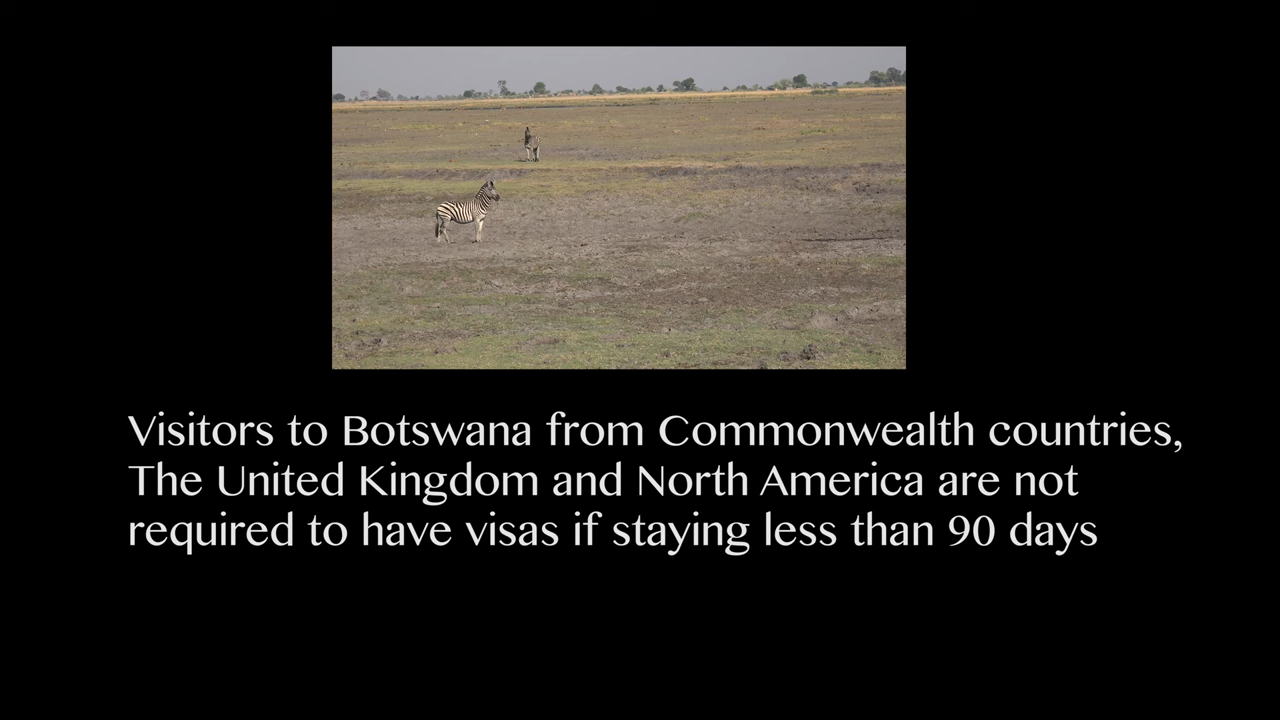 Visitors to Botswana from Commonwealth countries,
The United Kingdom and North America are not
required to have visas if staying less than 90 days